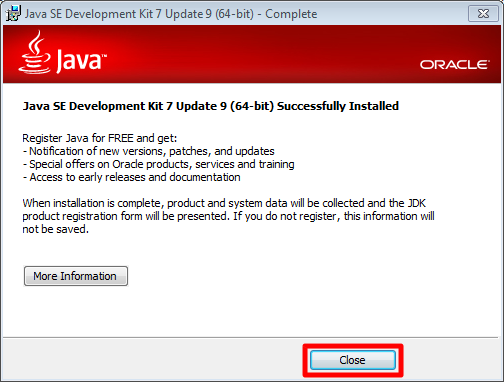 Java SE Development Kit 7 Update 9 (64-bit) - Complete
Java™
ORACLE
Java SE Development Kit 7 Update 9 (64-bit) Successfully Installed
Register Java for FREE and get:
- Notification of new versions, patches, and updates
- Special offers on Oracle products, services and training
- Access to early releases and documentation
When installation is complete, product and system data will be collected and the JDK
product registration form will be presented. If you do not register, this information will
not be saved.
More Information
Close